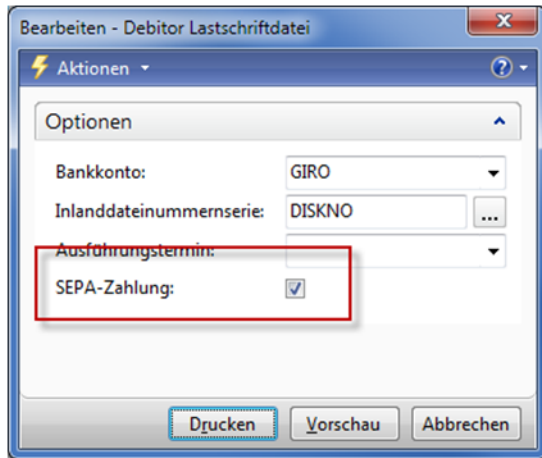 Bearbeiten - Debitor Lastschriftdatei
Aktionen
Optionen
Bankkonto: GIRO
Inlanddateinummernserie: DISKNO ...
Ausführungstermin:
SEPA-Zahlung:
Drucken Vorschau Abbrechen